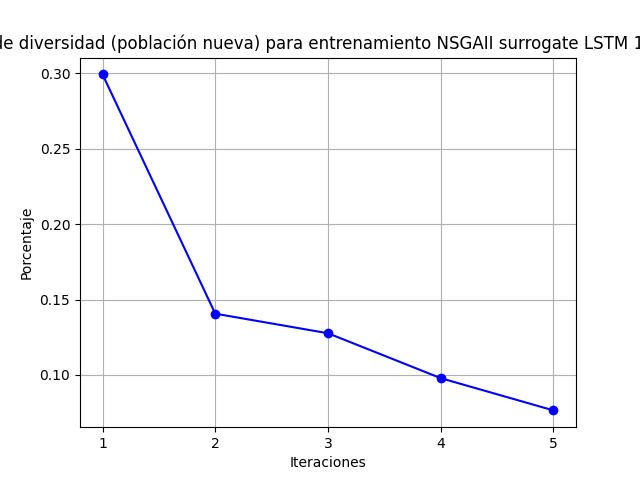 de diversidad (población nueva) para entrenamiento NSGAII surrogate LSTM 1
0.30
0.25
0.20
0.15
0.10
Porcentaje
1 2 3 4 5
Iteraciones